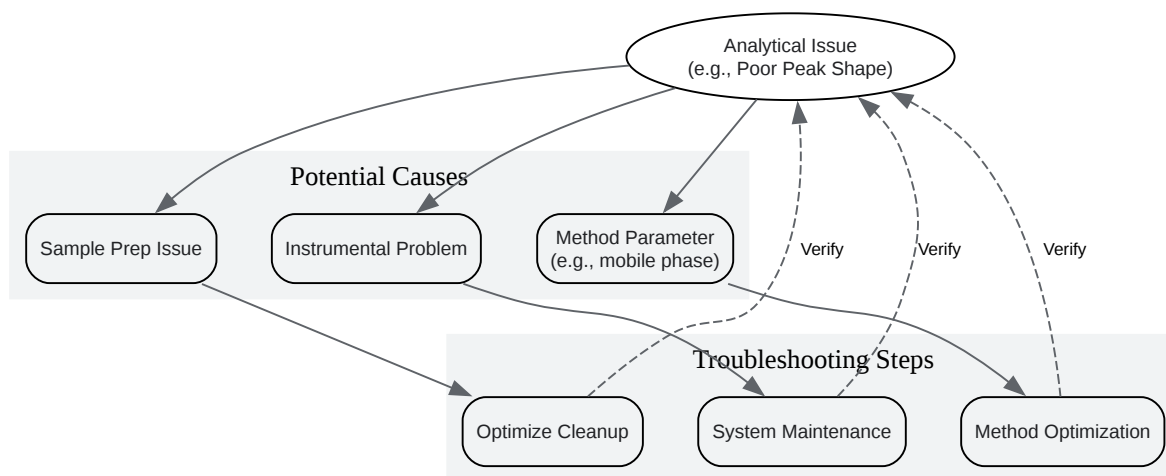 Analytical Issue
(e.g., Poor Peak Shape)
Potential Causes
Sample Prep Issue
Instrumental Problem
Method Parameter
(e.g., mobile phase)
Verify
Verify
Verify
Troubleshooting Steps
Optimize Cleanup
System Maintenance
Method Optimization